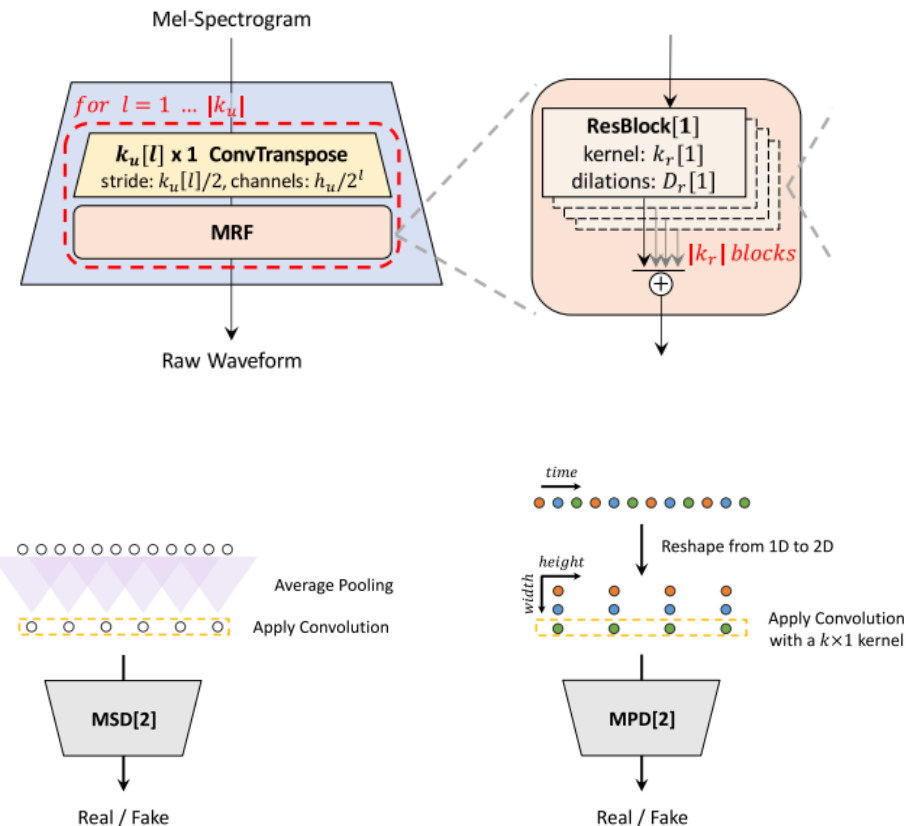 Mel-Spectrogram
for l = 1 … |k_u|
k_u[l] x 1 ConvTranspose
stride: k_u[l]/2, channels: h_u/2^l
MRF
Raw Waveform
ResBlock[1]
kernel: k_r[1]
dilations: D_r[1]
|k_r| blocks
Average Pooling
Apply Convolution
MSD[2]
Real / Fake
time
Reshape from 1D to 2D
height
width
Apply Convolution
with a k×1 kernel
MPD[2]
Real / Fake